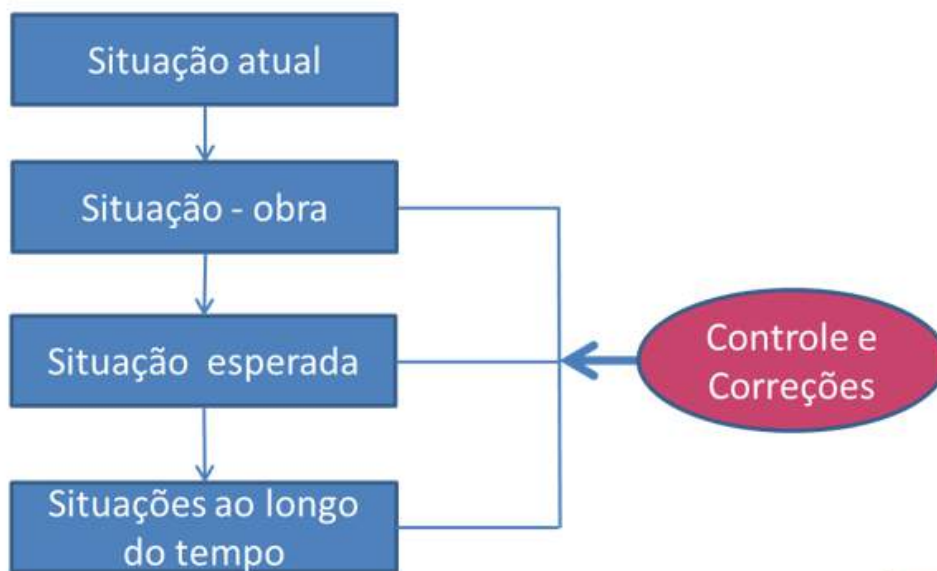 Situação atual
Situação - obra
Situação esperada
Situações ao longo
do tempo
Controle e
Correções